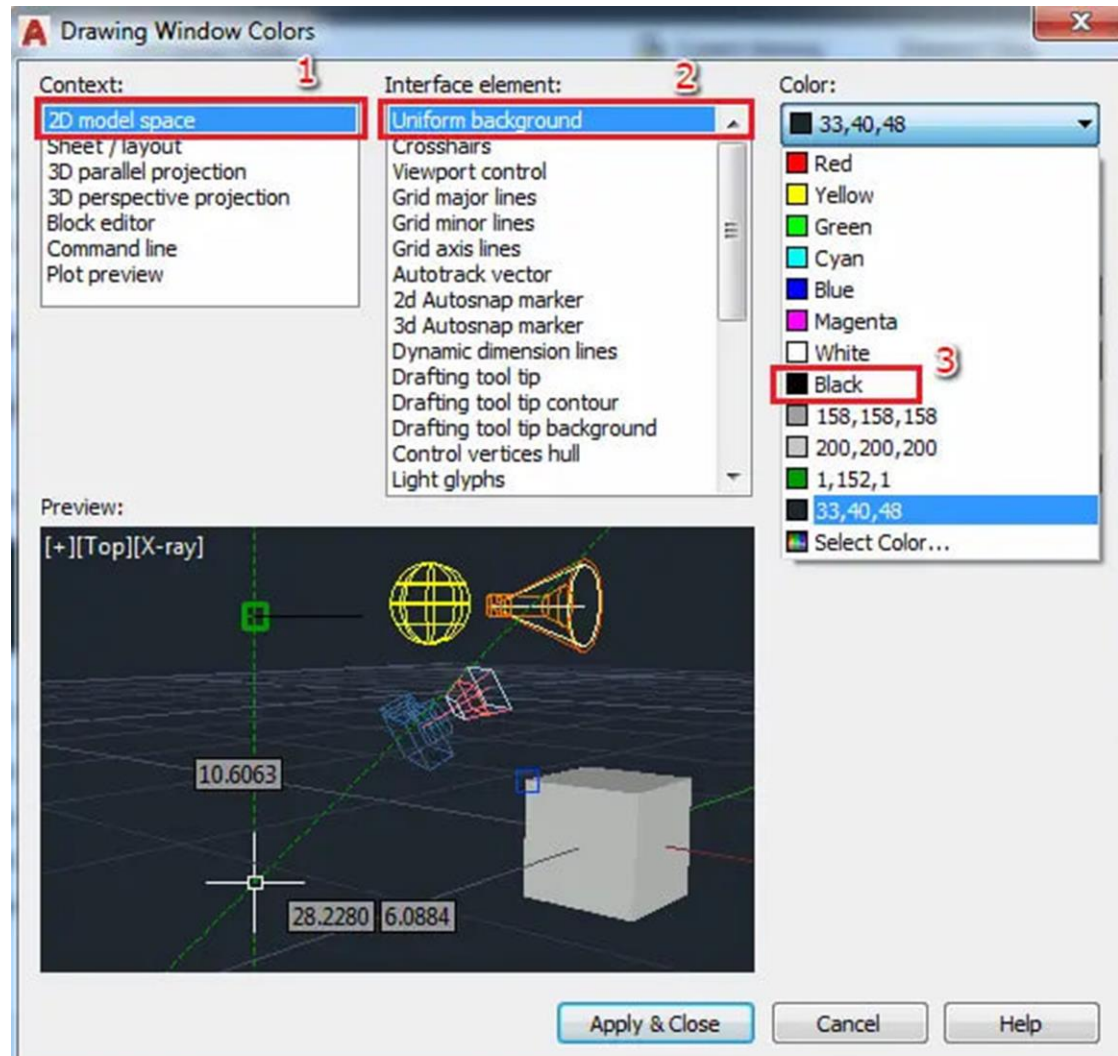 Drawing Window Colors
Context:
1
2D model space
Sheet / layout
3D parallel projection
3D perspective projection
Block editor
Command line
Plot preview
Interface element:
2
Uniform background
Crosshairs
Viewport control
Grid major lines
Grid minor lines
Grid axis lines
Autotrack vector
2d Autosnap marker
3d Autosnap marker
Dynamic dimension lines
Drafting tool tip
Drafting tool tip contour
Drafting tool tip background
Control vertices hull
Light glyphs
Color:
33,40,48
Red
Yellow
Green
Cyan
Blue
Magenta
White
3
Black
158,158,158
200,200,200
1,152,1
33,40,48
Select Color...
Preview:
[+][Top][X-ray]
10.6063
28.2280 6.0884
Apply & Close
Cancel
Help